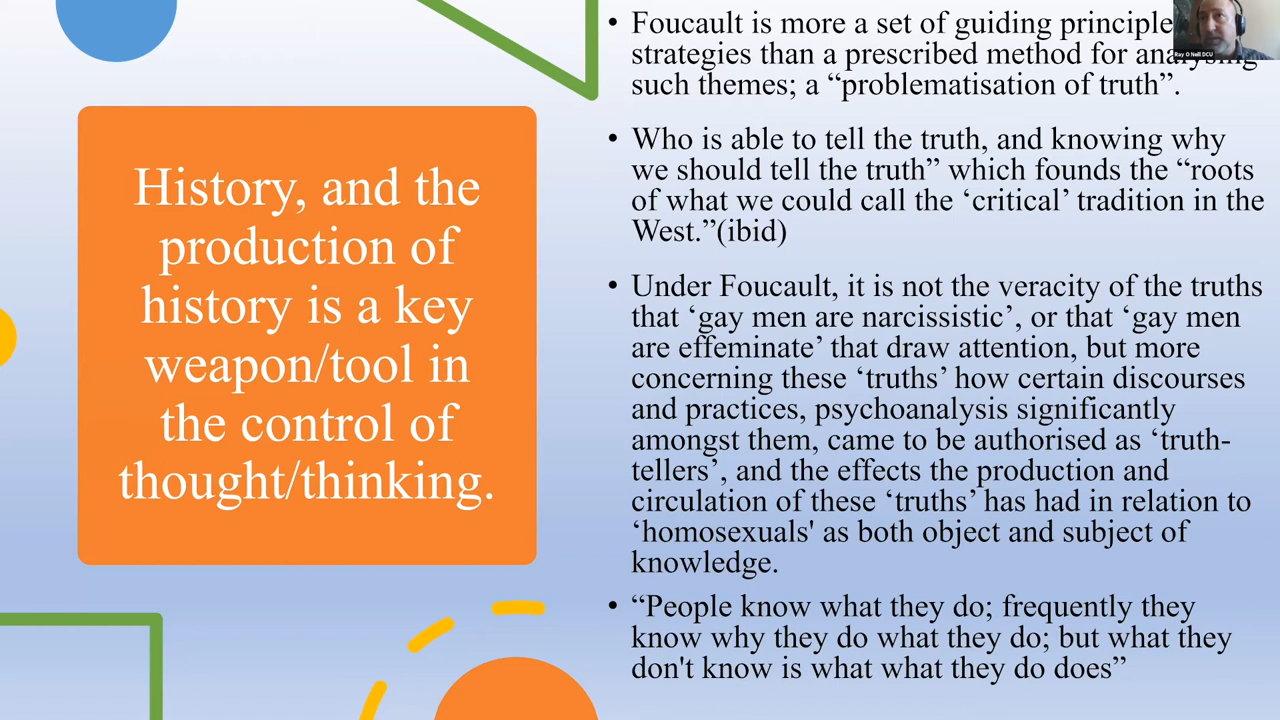 History, and the
production of
history is a key
weapon/tool in
the control of
thought/thinking.
• Foucault is more a set of guiding principle
strategies than a prescribed method for analysing
such themes; a “problematisation of truth”.
• Who is able to tell the truth, and knowing why
we should tell the truth” which founds the “roots
of what we could call the ‘critical’ tradition in the
West.”(ibid)
• Under Foucault, it is not the veracity of the truths
that ‘gay men are narcissistic’, or that ‘gay men
are effeminate’ that draw attention, but more
concerning these ‘truths’ how certain discourses
and practices, psychoanalysis significantly
amongst them, came to be authorised as ‘truth-
tellers’, and the effects the production and
circulation of these ‘truths’ has had in relation to
‘homosexuals' as both object and subject of
knowledge.
• “People know what they do; frequently they
know why they do what they do; but what they
don't know is what what they do does”
Ray O Neill DCU